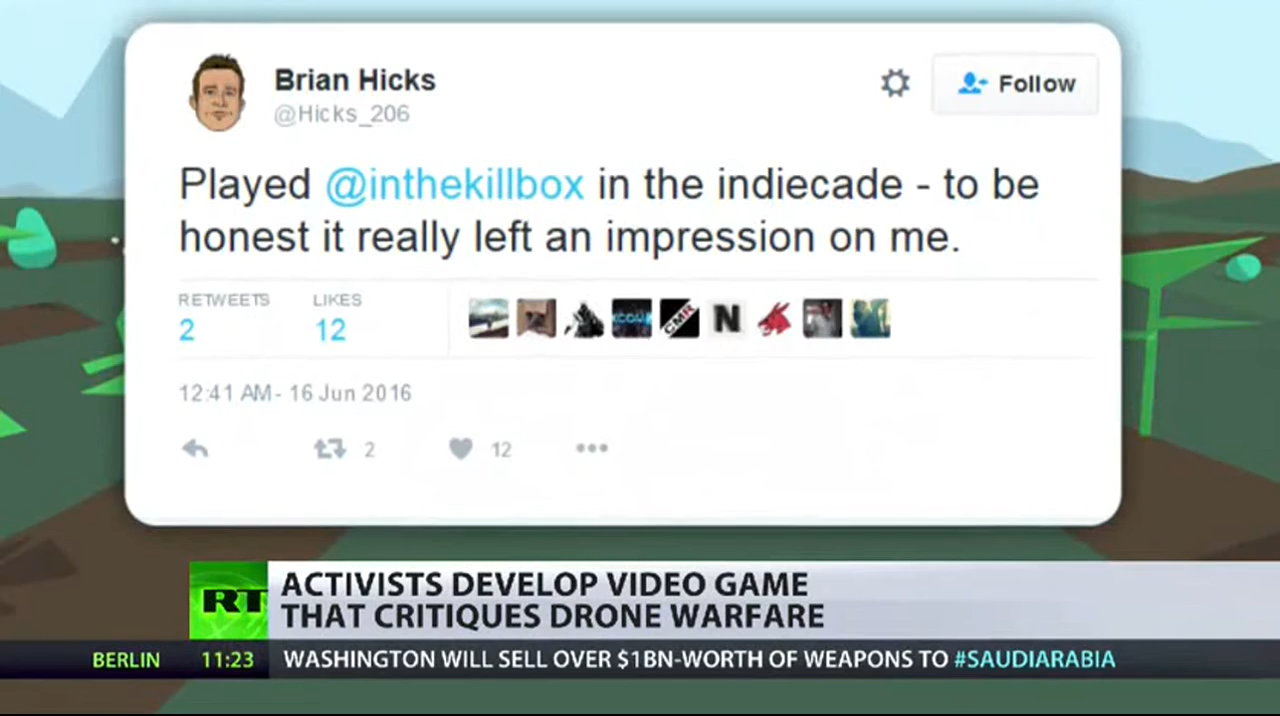 Brian Hicks
@Hicks_206
Follow
Played @inthekillbox in the indiecade - to be
honest it really left an impression on me.
RETWEETS LIKES
2 12
CMR N
12:41 AM - 16 Jun 2016
2 12
RT
ACTIVISTS DEVELOP VIDEO GAME
THAT CRITIQUES DRONE WARFARE
BERLIN 11:23 WASHINGTON WILL SELL OVER $1BN-WORTH OF WEAPONS TO #SAUDIARABIA